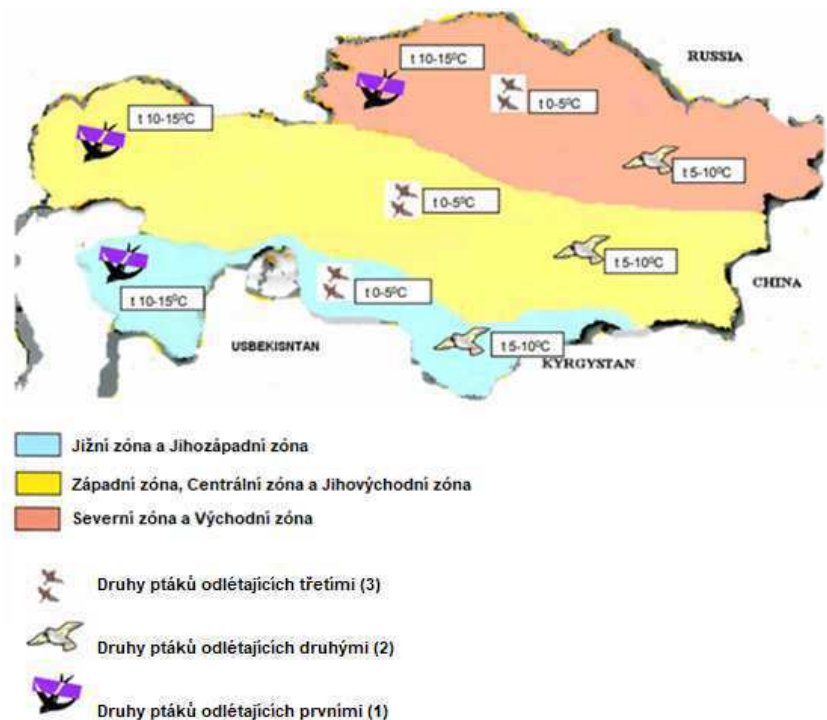 t 10-15⁰C
RUSSIA
t 0-5⁰C
t 10-15⁰C
t 5-10⁰C
t 0-5⁰C
t 5-10⁰C
CHINA
t 0-5⁰C
t 10-15⁰C
USBEKISNTAN
t 5-10⁰C
KYRGYSTAN
Jižní zóna a Jihozápadní zóna
Západní zóna, Centrální zóna a Jihovýchodní zóna
Severní zóna a Východní zóna
Druhy ptáků odlétajících třetími (3)
Druhy ptáků odlétajících druhými (2)
Druhy ptáků odlétajících prvními (1)